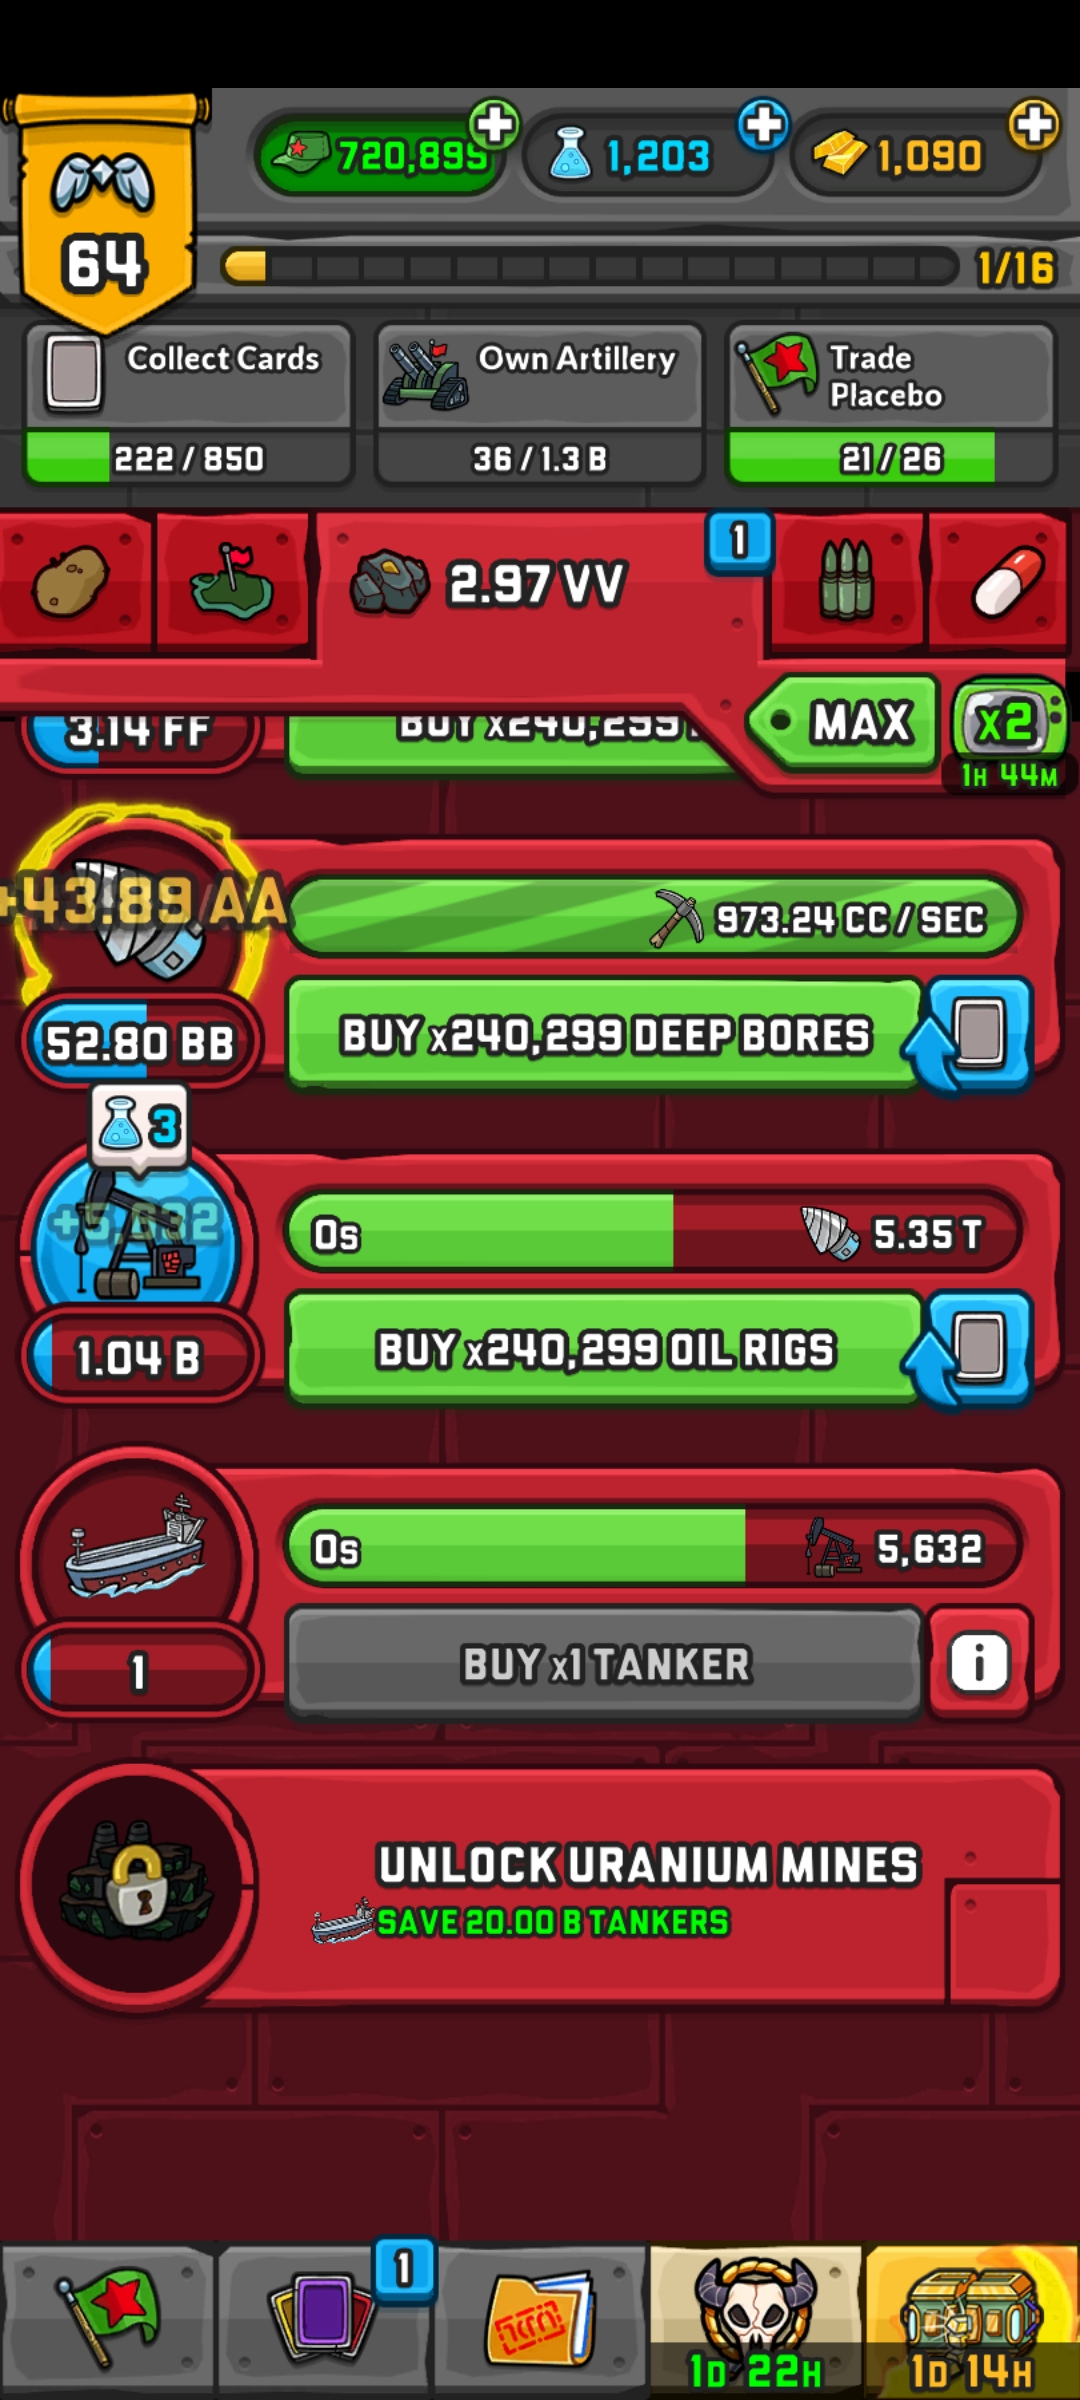 720,895
1,203
1,090
64
1/16
Collect Cards
222 / 850
Own Artillery
36 / 1.3 B
Trade
Placebo
21 / 26
2.97 VV
1
MAX
x2
1H 44M
3.14 FF
BUY x240,299
+43.89 AA
973.24 CC / SEC
52.80 BB
BUY x240,299 DEEP BORES
3
+5,632
0s
5.35 T
1.04 B
BUY x240,299 OIL RIGS
0s
5,632
1
BUY x1 TANKER
i
UNLOCK URANIUM MINES
SAVE 20.00 B TANKERS
1
1D 22H
1D 14H